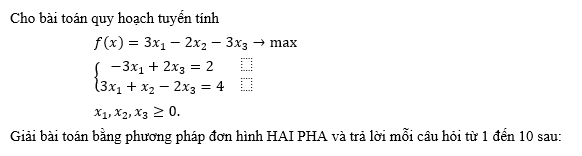 Cho bài toán quy hoạch tuyến tính
f(x) = 3x₁ − 2x₂ − 3x₃ → max
{ −3x₁ + 2x₃ = 2
3x₁ + x₂ − 2x₃ = 4
x₁, x₂, x₃ ≥ 0.
Giải bài toán bằng phương pháp đơn hình HAI PHA và trả lời mỗi câu hỏi từ 1 đến 10 sau: